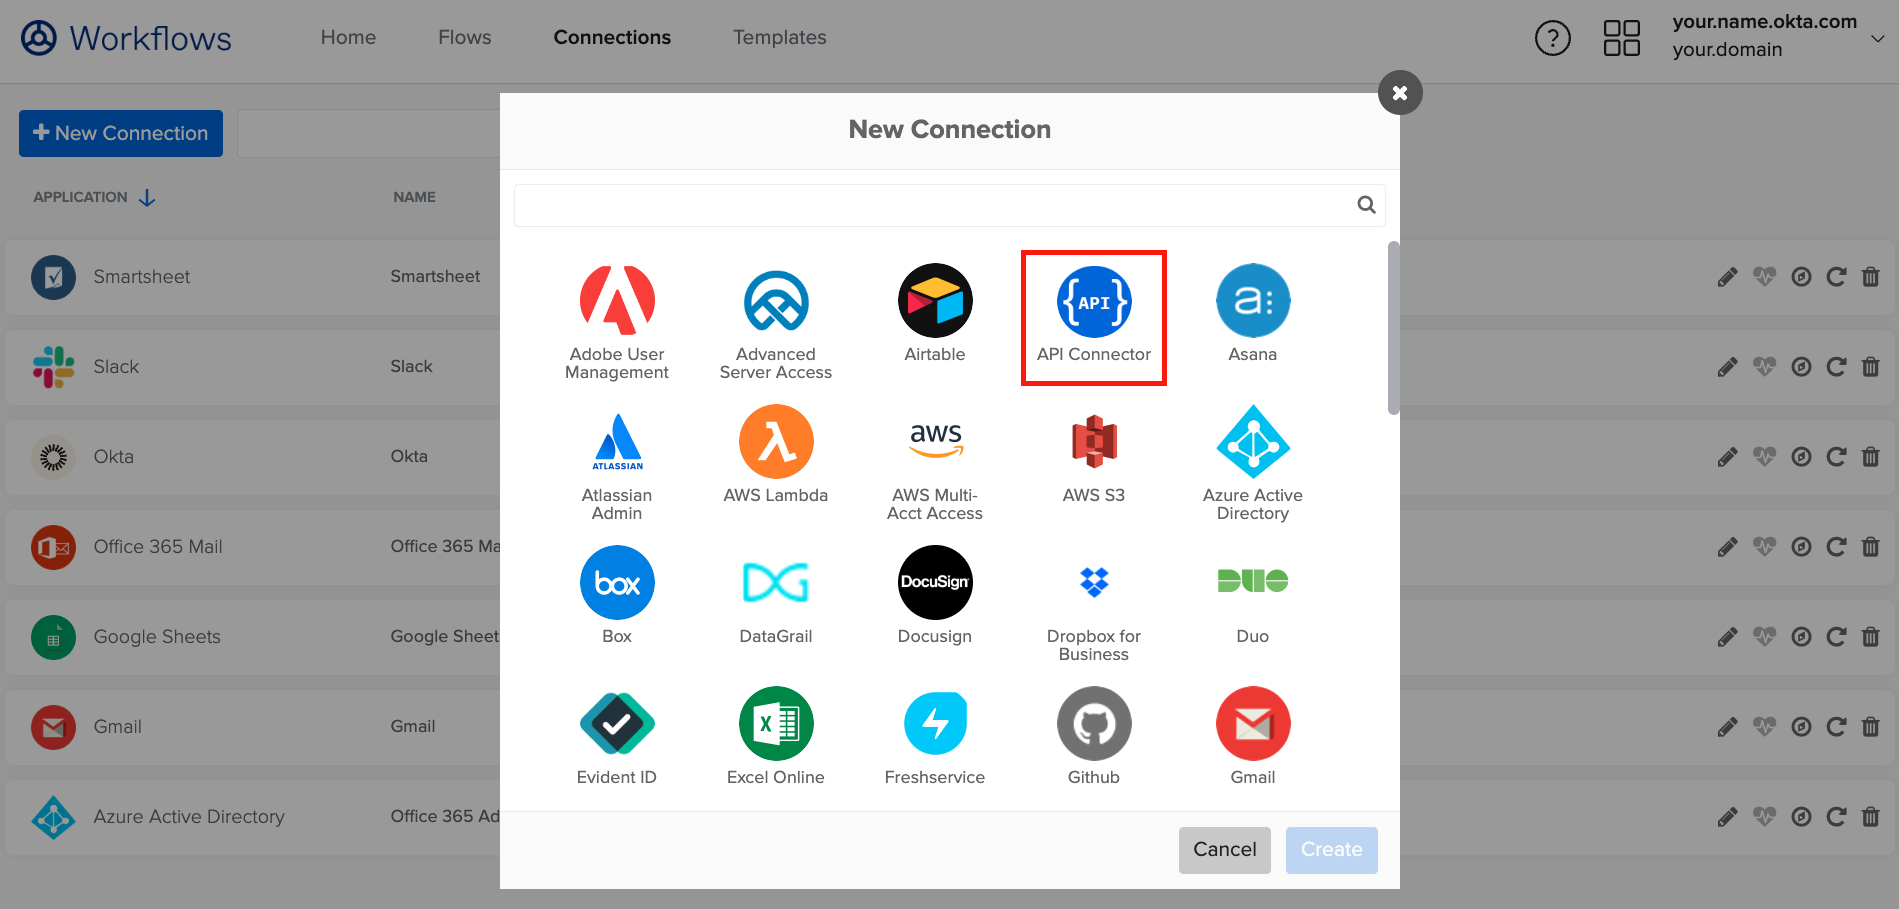 Workflows
Home
Flows
Connections
Templates
?
your.name.okta.com
your.domain
New Connection
APPLICATION
NAME
Smartsheet
Smartsheet
Slack
Slack
Okta
Okta
Office 365 Mail
Office 365 Ma
Google Sheets
Google Sheet
Gmail
Gmail
Azure Active Directory
Office 365 Ad
New Connection
Adobe User
Management
Advanced
Server Access
Airtable
{API}
API Connector
a:
Asana
ATLASSIAN
Atlassian
Admin
λ
AWS Lambda
aws
AWS Multi-
Acct Access
AWS S3
Azure Active
Directory
box
Box
DG
DataGrail
DocuSign
Docusign
Dropbox for
Business
DUO
Duo
Evident ID
X
Excel Online
Freshservice
Github
Gmail
Cancel
Create